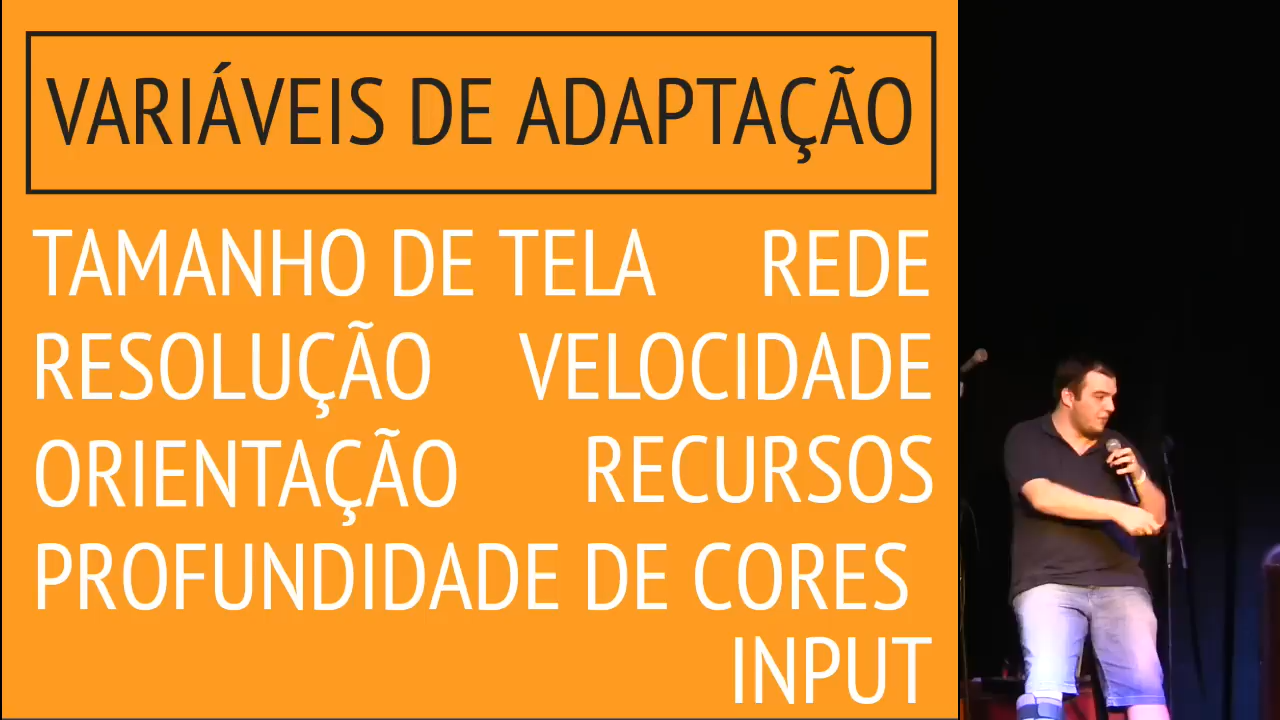 VARIÁVEIS DE ADAPTAÇÃO
TAMANHO DE TELA REDE
RESOLUÇÃO VELOCIDADE
ORIENTAÇÃO RECURSOS
PROFUNDIDADE DE CORES
INPUT